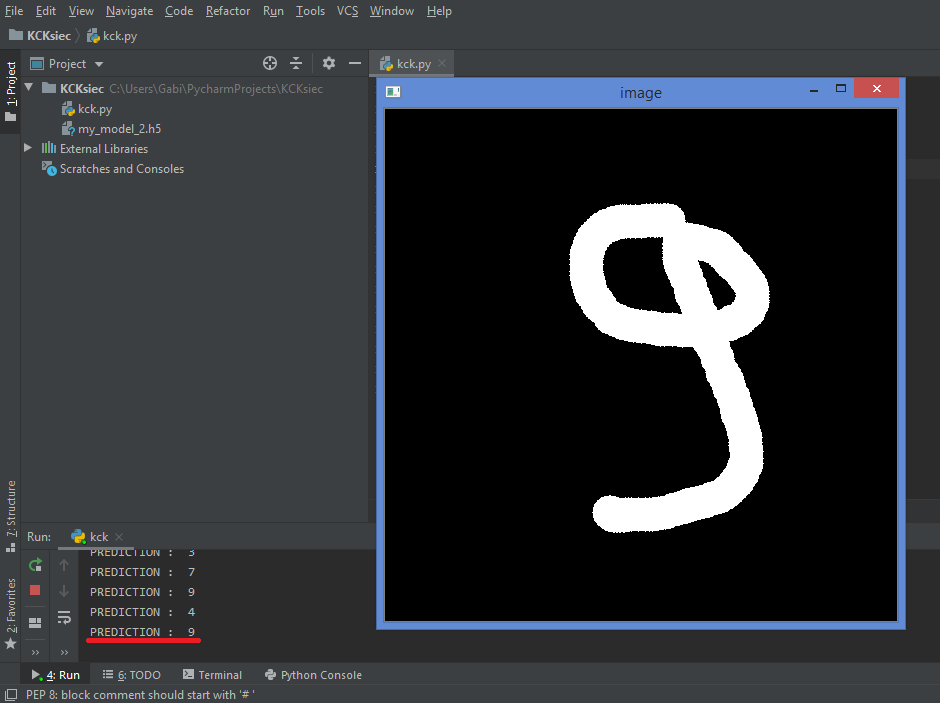 File Edit View Navigate Code Refactor Run Tools VCS Window Help
KCKsiec kck.py
1: Project
Project
kck.py
KCKsiec C:\Users\Gabi\PycharmProjects\KCKsiec
kck.py
my_model_2.h5
External Libraries
Scratches and Consoles
image
9
7: Structure
2: Favorites
Run: kck
PREDICTION : 3
PREDICTION : 7
PREDICTION : 9
PREDICTION : 4
PREDICTION : 9
4: Run 6: TODO Terminal Python Console
PEP 8: block comment should start with '# '